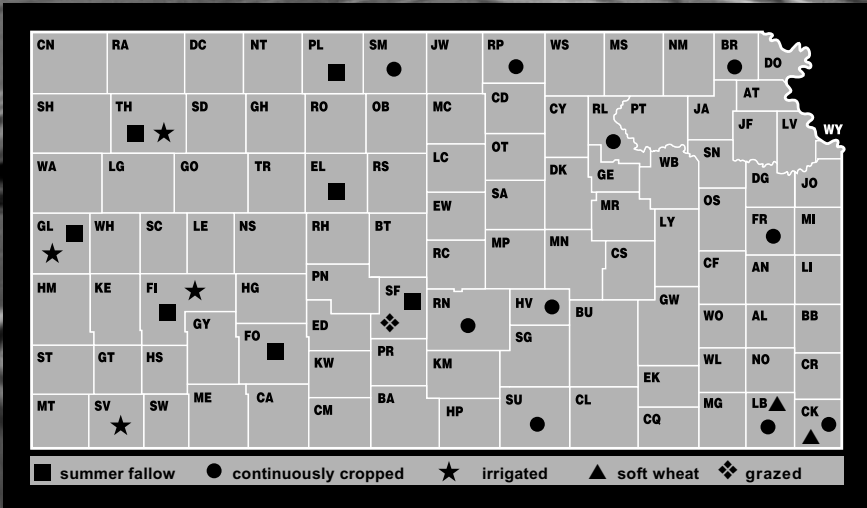 CN RA DC NT PL SM JW RP WS MS NM BR DO
SH TH SD GH RO OB MC CD CY RL PT JA AT
JF LV WY
WA LG GO TR EL RS LC OT DK GE WB SN
DG JO
GL WH SC LE NS RH BT EW SA MR LY OS FR MI
RC MP MN CS CF AN LI
HM KE FI HG PN SF RN HV BU GW WO AL BB
GY FO ED SG
ST GT HS KW PR KM EK WL NO CR
MT SV SW ME CA CM BA HP SU CL CQ MG LB CK
summer fallow continuously cropped irrigated soft wheat grazed